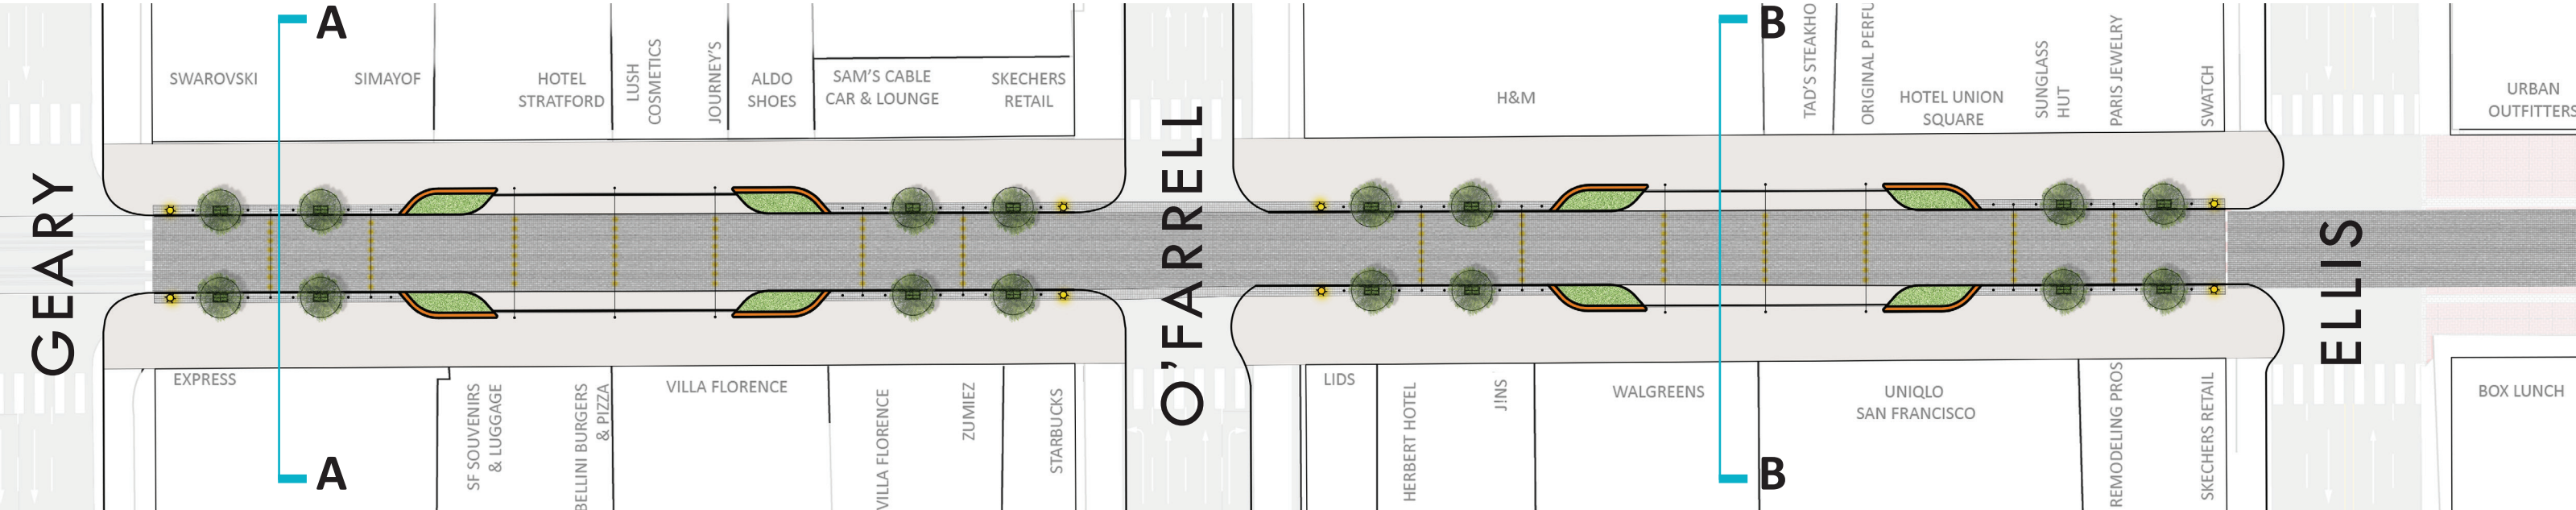 A
B
SWAROVSKI
SIMAYOF
HOTEL
STRATFORD
LUSH
COSMETICS
JOURNEY'S
ALDO
SHOES
SAM'S CABLE
CAR & LOUNGE
SKECHERS
RETAIL
H&M
TAD'S STEAKHO
ORIGINAL PERFU
HOTEL UNION
SQUARE
SUNGLASS
HUT
PARIS JEWELRY
SWATCH
URBAN
OUTFITTERS
GEARY
O'FARRELL
ELLIS
EXPRESS
SF SOUVENIRS
& LUGGAGE
BELLINI BURGERS
& PIZZA
VILLA FLORENCE
VILLA FLORENCE
ZUMIEZ
STARBUCKS
LIDS
HERBERT HOTEL
J!NS
WALGREENS
UNIQLO
SAN FRANCISCO
REMODELING PROS
SKECHERS RETAIL
BOX LUNCH
A
B